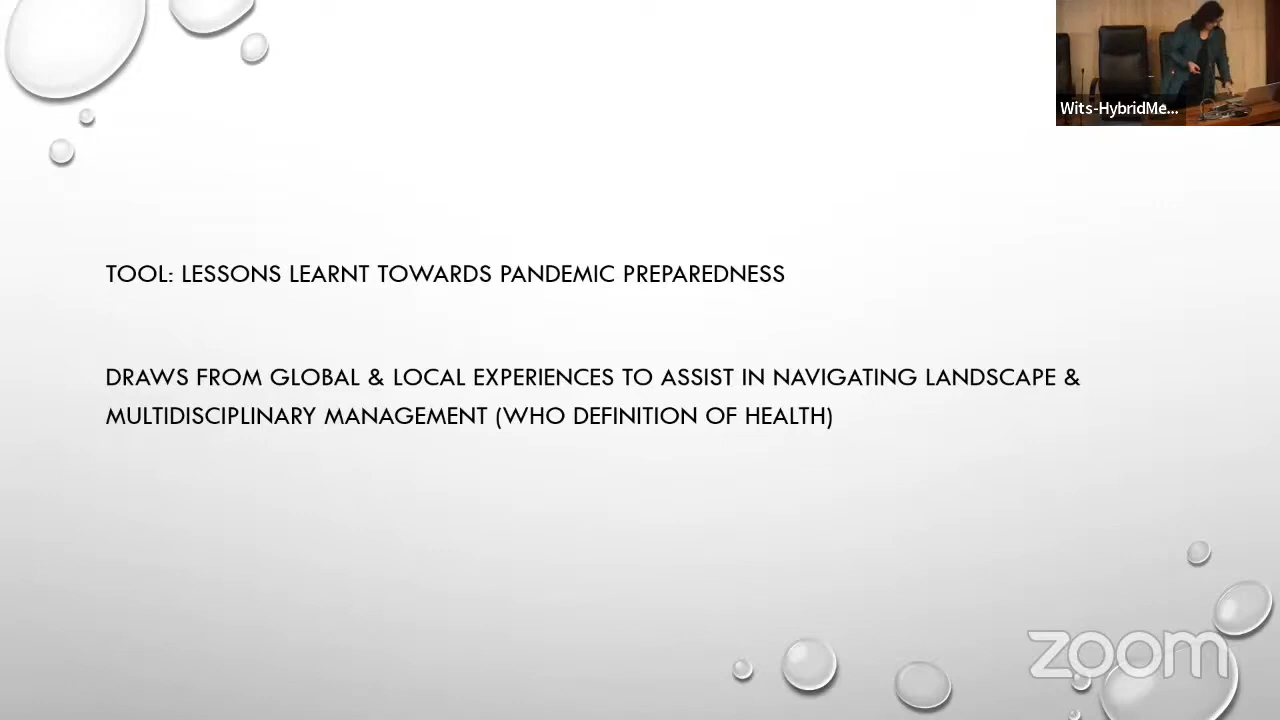 Wits-HybridMe...
TOOL: LESSONS LEARNT TOWARDS PANDEMIC PREPAREDNESS
DRAWS FROM GLOBAL & LOCAL EXPERIENCES TO ASSIST IN NAVIGATING LANDSCAPE &
MULTIDISCIPLINARY MANAGEMENT (WHO DEFINITION OF HEALTH)
zoom